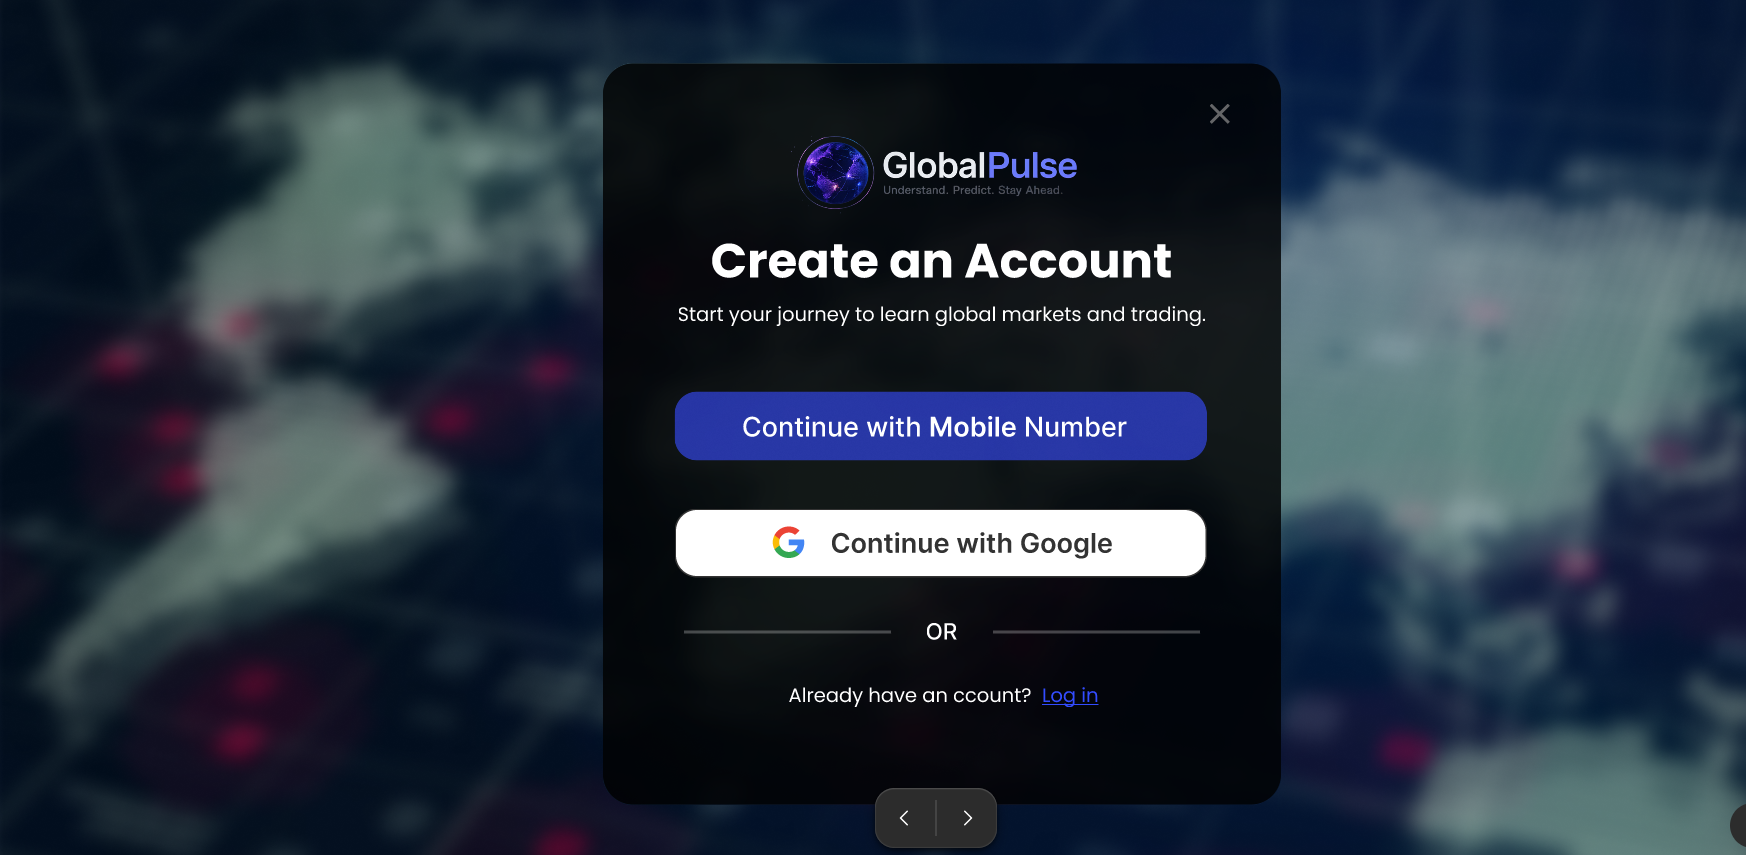 GlobalPulse
Understand. Predict. Stay Ahead.
Create an Account
Start your journey to learn global markets and trading.
Continue with Mobile Number
Continue with Google
OR
Already have an ccount? Log in